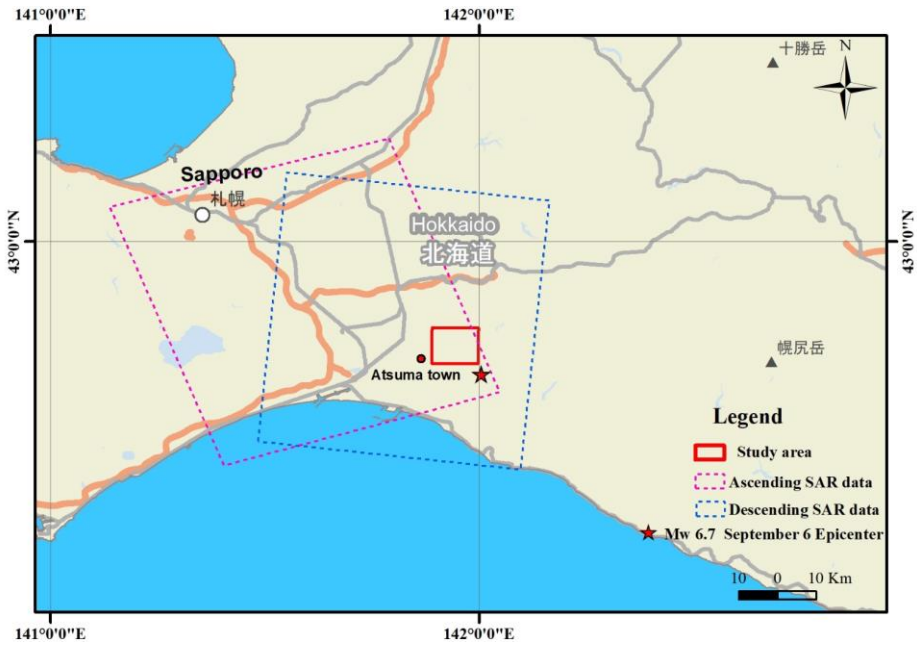 141°0'0"E
142°0'0"E
十勝岳
N
Sapporo
札幌
Hokkaido
北海道
43°0'0"N
43°0'0"N
幌尻岳
Atsuma town
Legend
Study area
Ascending SAR data
Descending SAR data
Mw 6.7 September 6 Epicenter
10 0 10 Km
141°0'0"E
142°0'0"E